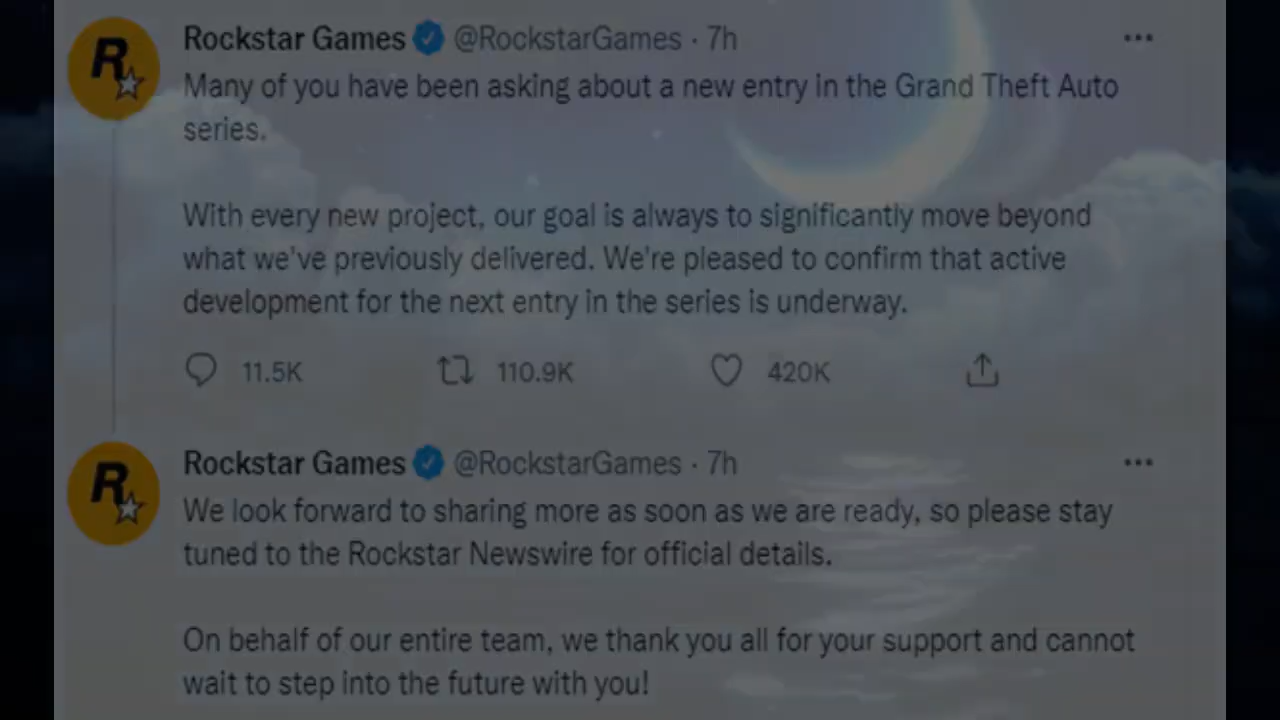 Rockstar Games @RockstarGames · 7h
Many of you have been asking about a new entry in the Grand Theft Auto
series.
With every new project, our goal is always to significantly move beyond
what we've previously delivered. We're pleased to confirm that active
development for the next entry in the series is underway.
11.5K 110.9K 420K
Rockstar Games @RockstarGames · 7h
We look forward to sharing more as soon as we are ready, so please stay
tuned to the Rockstar Newswire for official details.
On behalf of our entire team, we thank you all for your support and cannot
wait to step into the future with you!